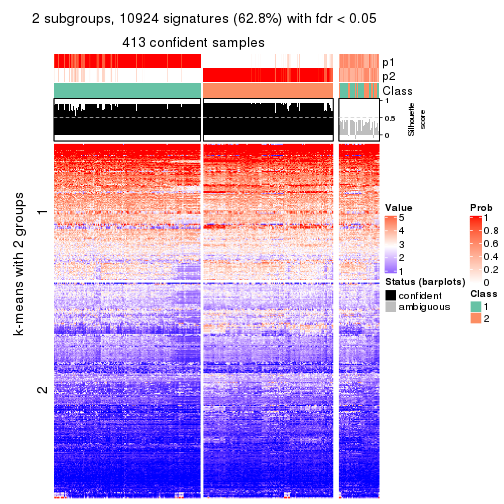 2 subgroups, 10924 signatures (62.8%) with fdr < 0.05
413 confident samples
p1
p2
Class
1
0.5
0
Silhouette
score
k-means with 2 groups
1
2
Value
5
4
3
2
1
Prob
1
0.8
0.6
0.4
0.2
0
Status (barplots)
confident
ambiguous
Class
1
2